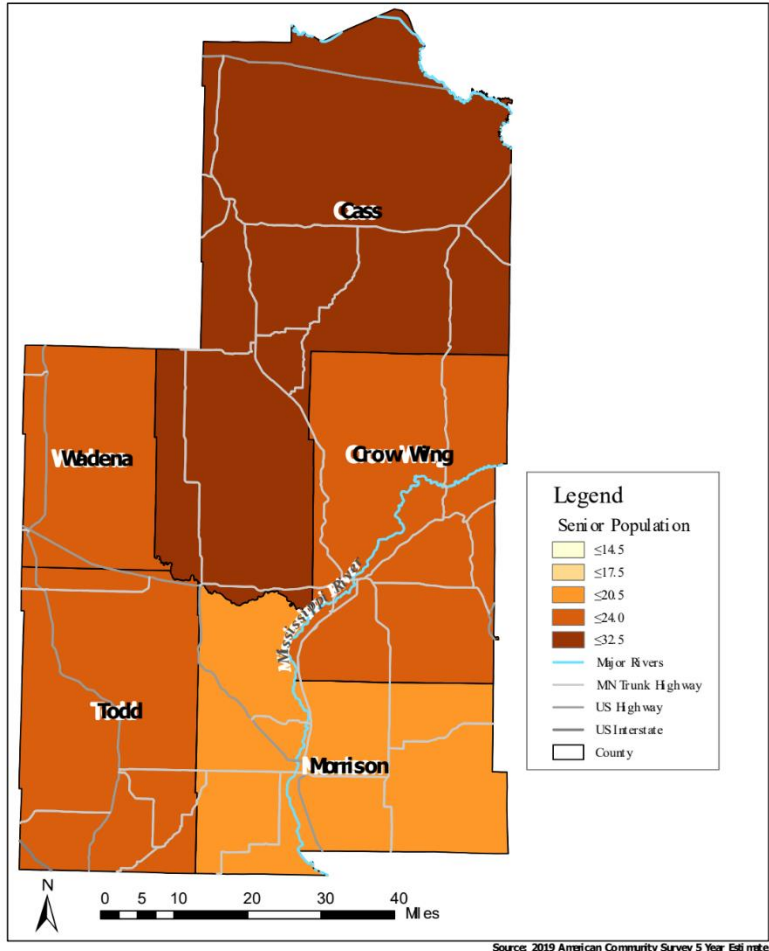 Cass
Wadena
Crow Wing
Mississippi River
Todd
Morrison
Legend
Senior Population
≤14.5
≤17.5
≤20.5
≤24.0
≤32.5
Major Rivers
MN Trunk Highway
US Highway
US Interstate
County
N
0 5 10 20 30 40
Miles
Source: 2019 American Community Survey 5 Year Estimate